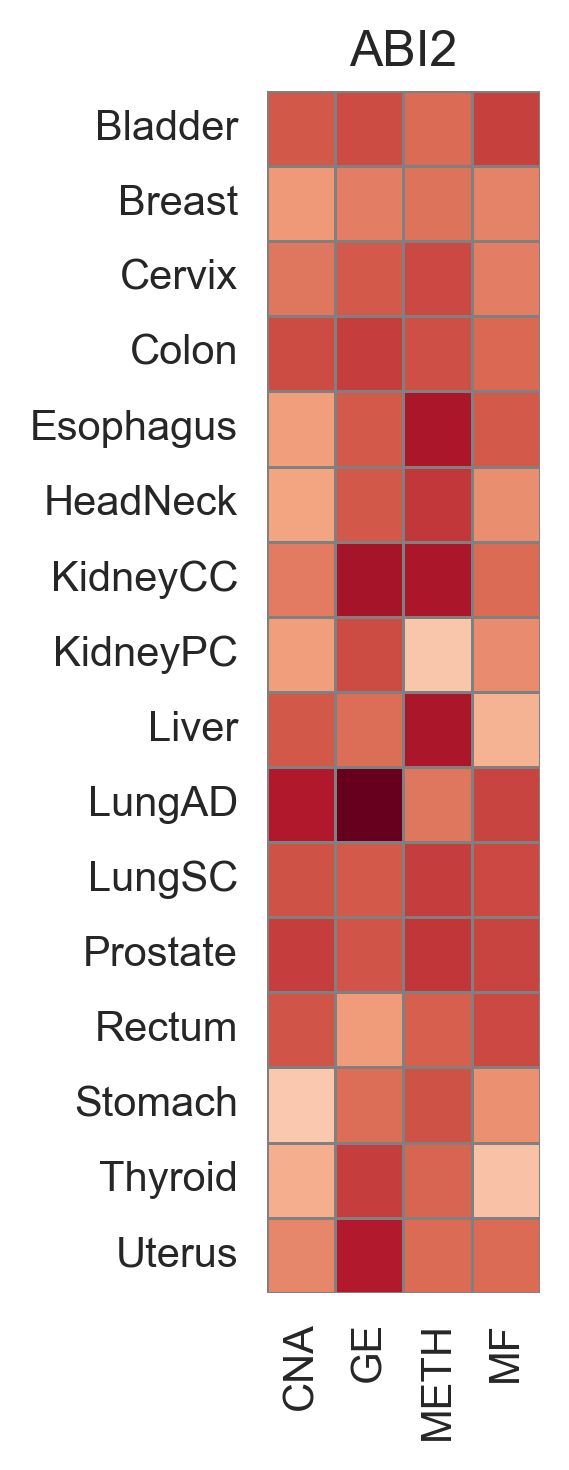 ABI2
Bladder
Breast
Cervix
Colon
Esophagus
HeadNeck
KidneyCC
KidneyPC
Liver
LungAD
LungSC
Prostate
Rectum
Stomach
Thyroid
Uterus
CNA
GE
METH
MF